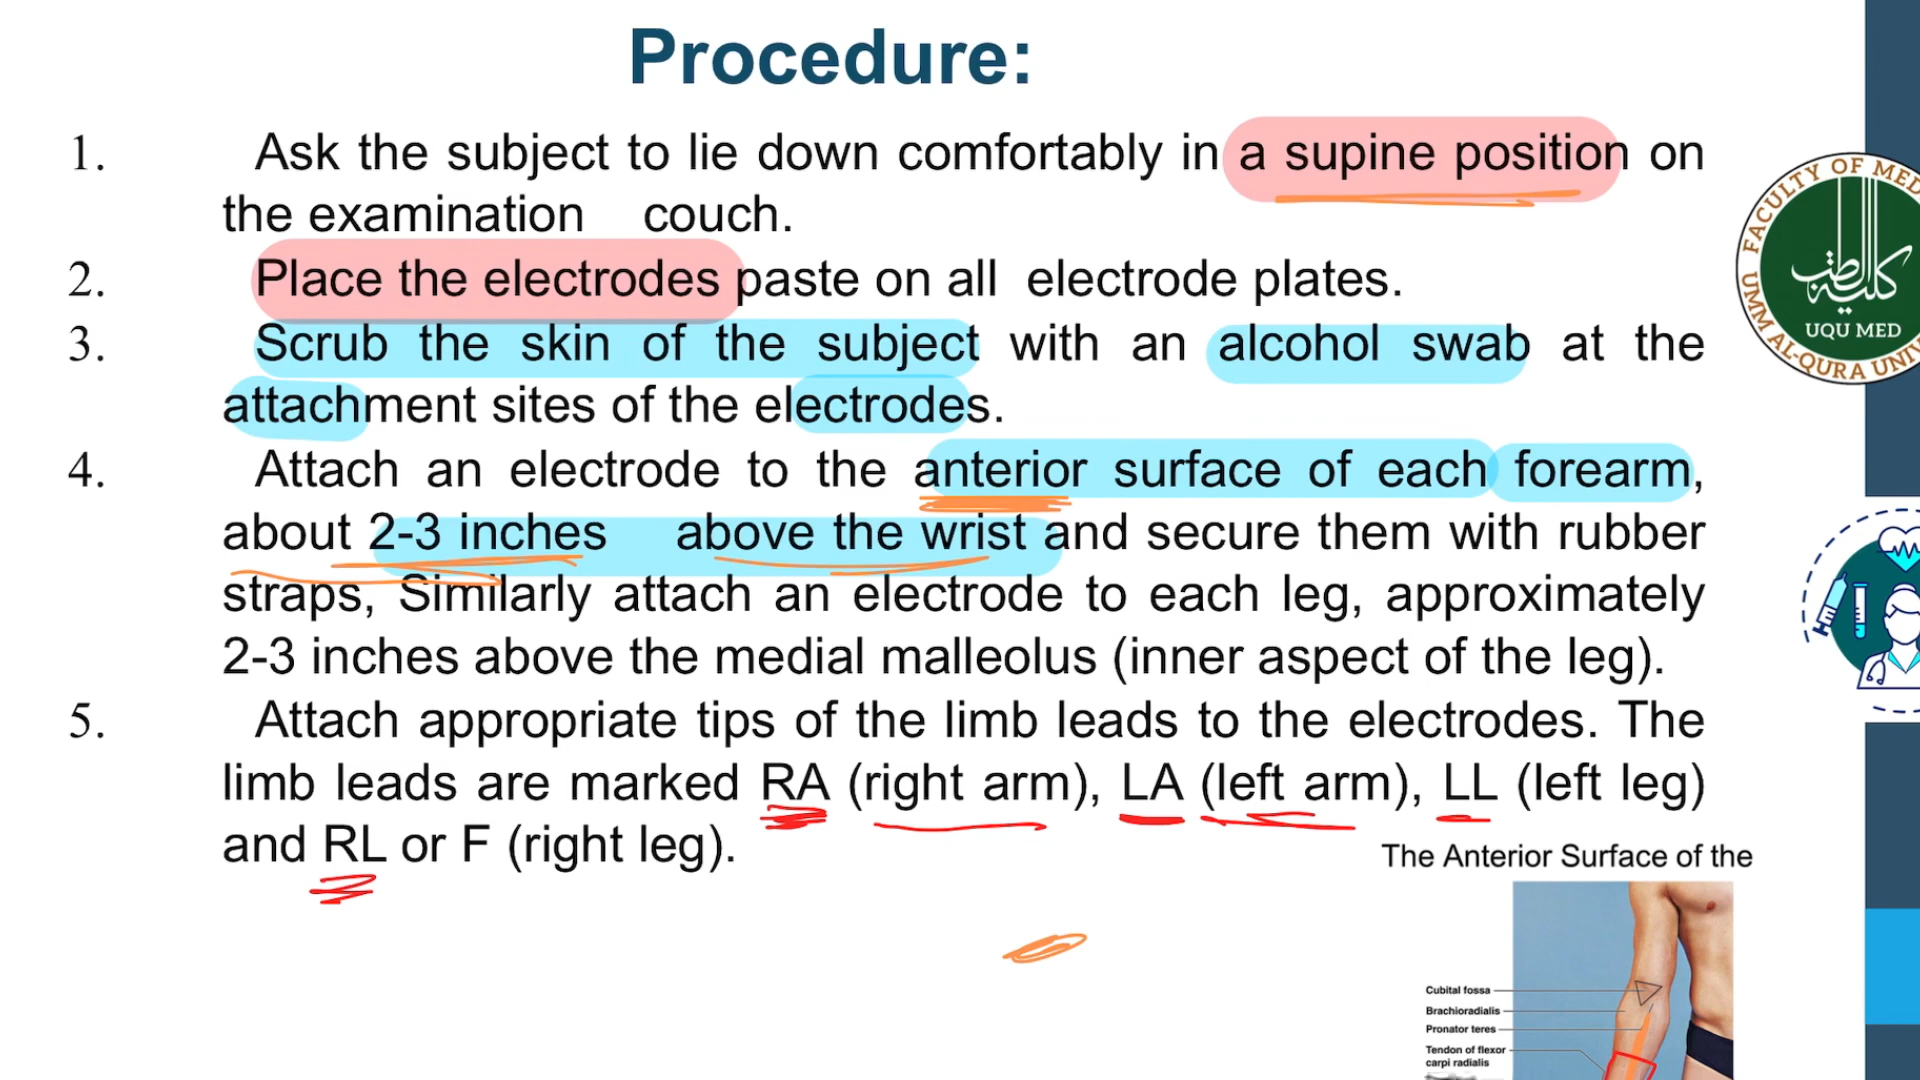 Procedure:
1. Ask the subject to lie down comfortably in a supine position on
the examination couch.
2. Place the electrodes paste on all electrode plates.
3. Scrub the skin of the subject with an alcohol swab at the
attachment sites of the electrodes.
4. Attach an electrode to the anterior surface of each forearm,
about 2-3 inches above the wrist and secure them with rubber
straps, Similarly attach an electrode to each leg, approximately
2-3 inches above the medial malleolus (inner aspect of the leg).
5. Attach appropriate tips of the limb leads to the electrodes. The
limb leads are marked RA (right arm), LA (left arm), LL (left leg)
and RL or F (right leg).
FACULTY OF MED
كلية الطب
UQU MED
UMM AL-QURA UNIV
The Anterior Surface of the
Cubital fossa
Brachioradialis
Pronator teres
Tendon of flexor
carpi radialis